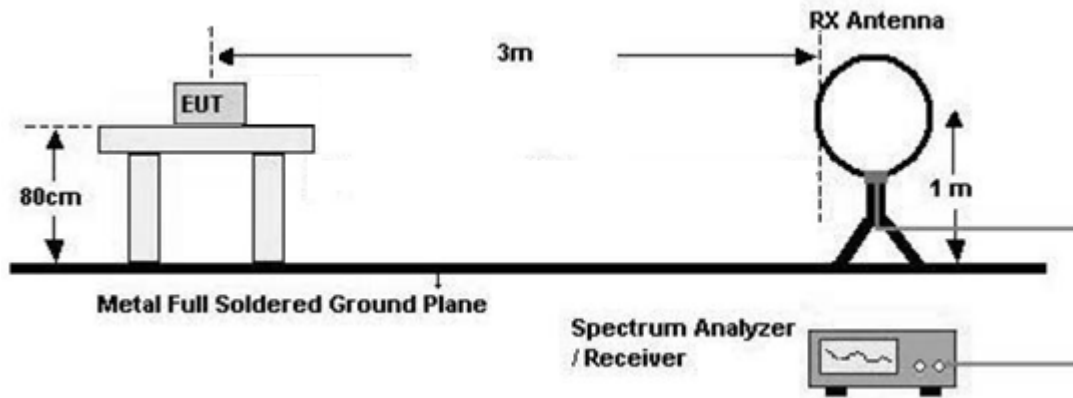 RX Antenna
3m
EUT
80cm
1 m
Metal Full Soldered Ground Plane
Spectrum Analyzer
/ Receiver